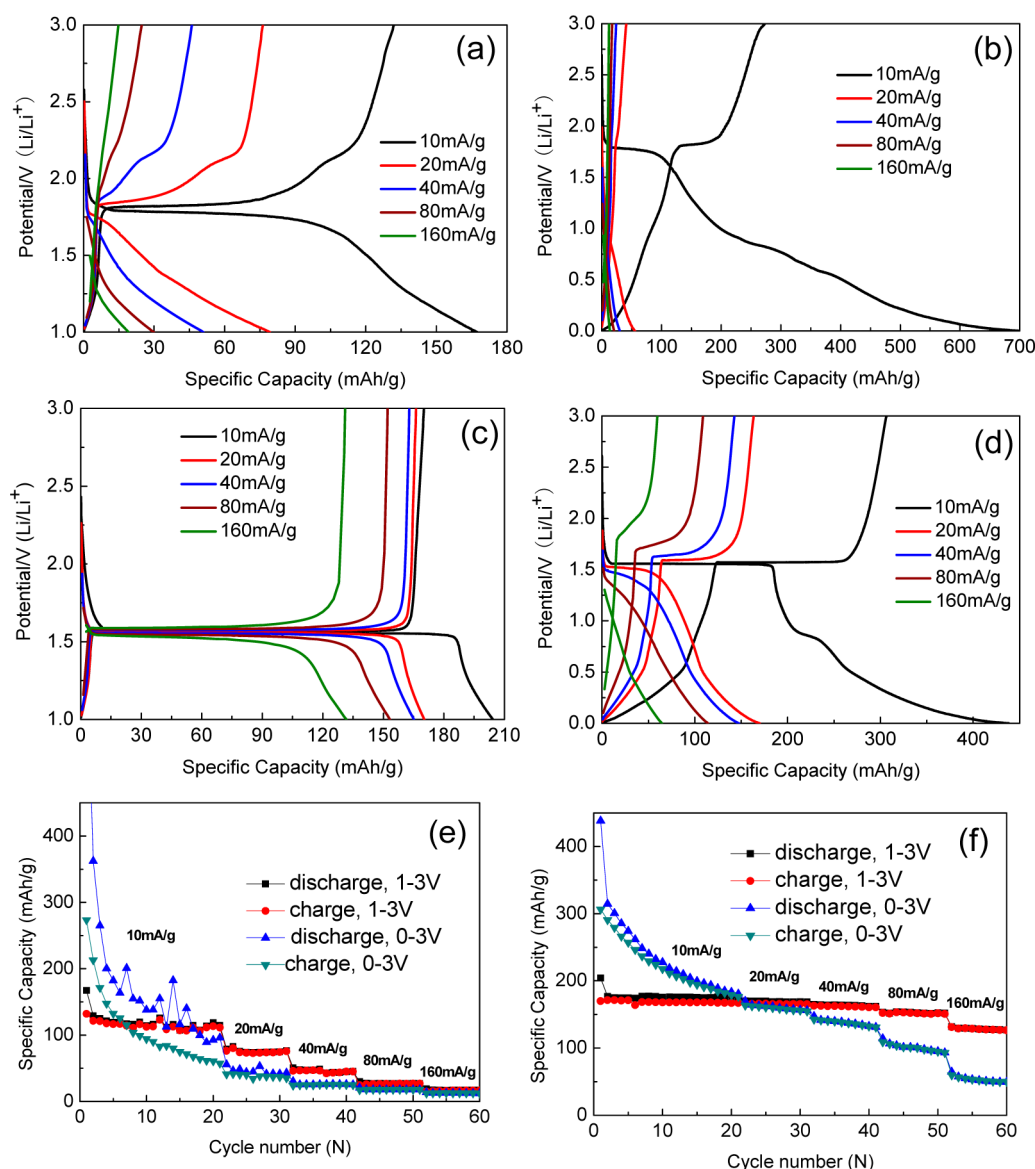 (a)
3.0
2.5
2.0
1.5
1.0
Potential/V (Li/Li+)
10mA/g
20mA/g
40mA/g
80mA/g
160mA/g
0 30 60 90 120 150 180
Specific Capacity (mAh/g)
(b)
3.0
2.5
2.0
1.5
1.0
0.5
0.0
Potential/V (Li/Li+)
10mA/g
20mA/g
40mA/g
80mA/g
160mA/g
0 100 200 300 400 500 600 700
Specific Capacity (mAh/g)
(c)
3.0
2.5
2.0
1.5
1.0
Potential/V (Li/Li+)
10mA/g
20mA/g
40mA/g
80mA/g
160mA/g
0 30 60 90 120 150 180 210
Specific Capacity (mAh/g)
(d)
3.0
2.5
2.0
1.5
1.0
0.5
0.0
Potential/V (Li/Li+)
10mA/g
20mA/g
40mA/g
80mA/g
160mA/g
0 100 200 300 400
Specific Capacity (mAh/g)
(e)
400
300
200
100
0
Specific Capacity (mAh/g)
discharge, 1-3V
charge, 1-3V
discharge, 0-3V
charge, 0-3V
10mA/g
20mA/g
40mA/g
80mA/g
160mA/g
0 10 20 30 40 50 60
Cycle number (N)
(f)
400
300
200
100
0
Specific Capacity (mAh/g)
discharge, 1-3V
charge, 1-3V
discharge, 0-3V
charge, 0-3V
10mA/g
20mA/g
40mA/g
80mA/g
160mA/g
0 10 20 30 40 50 60
Cycle number (N)